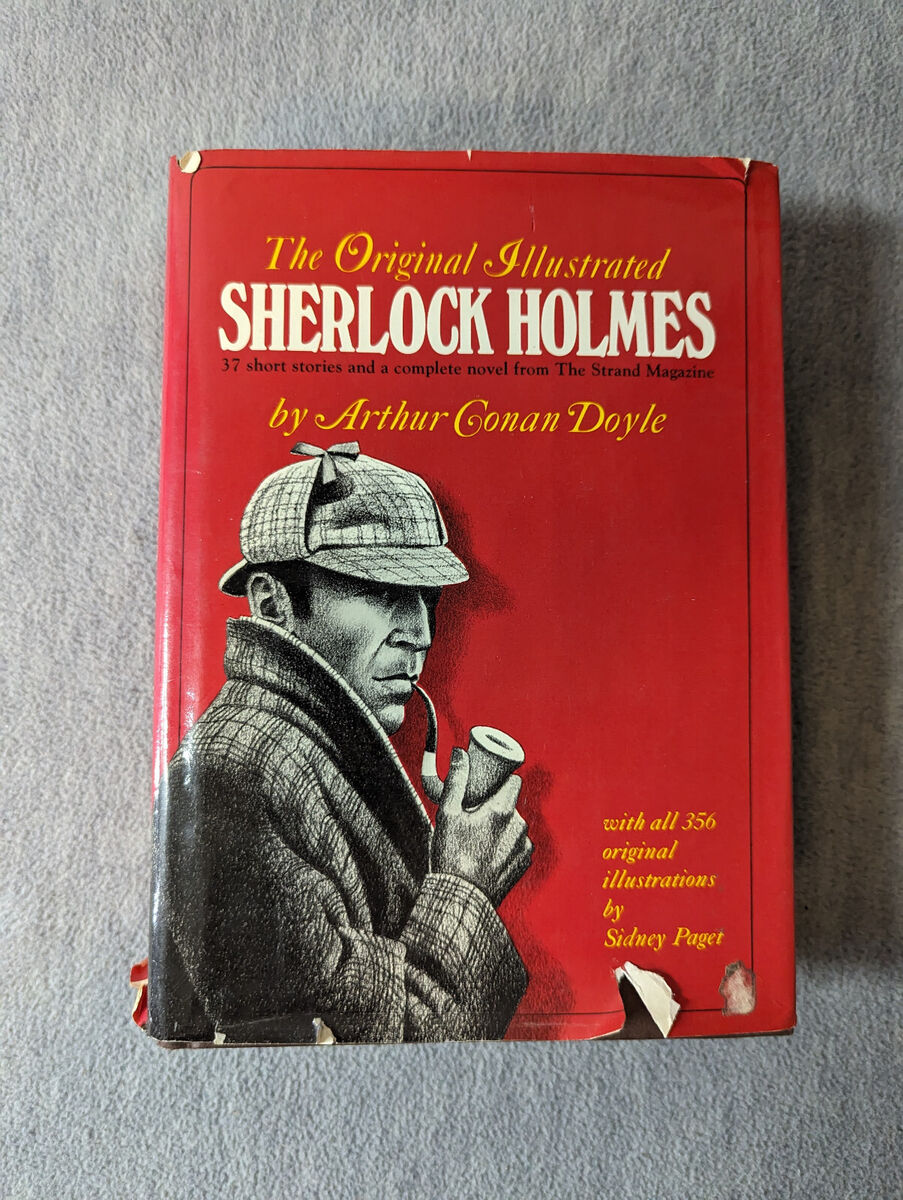 The Original Illustrated
SHERLOCK HOLMES
37 short stories and a complete novel from The Strand Magazine
by Arthur Conan Doyle
with all 356
original
illustrations
by
Sidney Paget